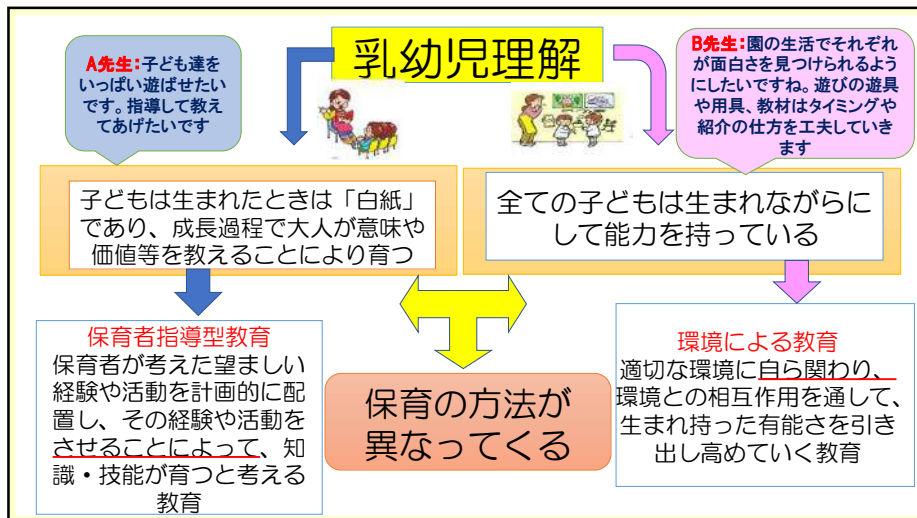 乳幼児理解
A先生:子ども達を
いっぱい遊ばせたい
です。指導して教え
てあげたいです
B先生:園の生活でそれぞれ
が面白さを見つけられるよう
にしたいですね。遊びの遊具
や用具、教材はタイミングや
紹介の仕方を工夫していき
ます
子どもは生まれたときは「白紙」
であり、成長過程で大人が意味や
価値等を教えることにより育つ
全ての子どもは生まれながらに
して能力を持っている
保育者指導型教育
保育者が考えた望ましい
経験や活動を計画的に配
置し、その経験や活動を
させることによって、知
識・技能が育つと考える
教育
保育の方法が
異なってくる
環境による教育
適切な環境に自ら関わり、
環境との相互作用を通して、
生まれ持った有能さを引き
出し高めていく教育